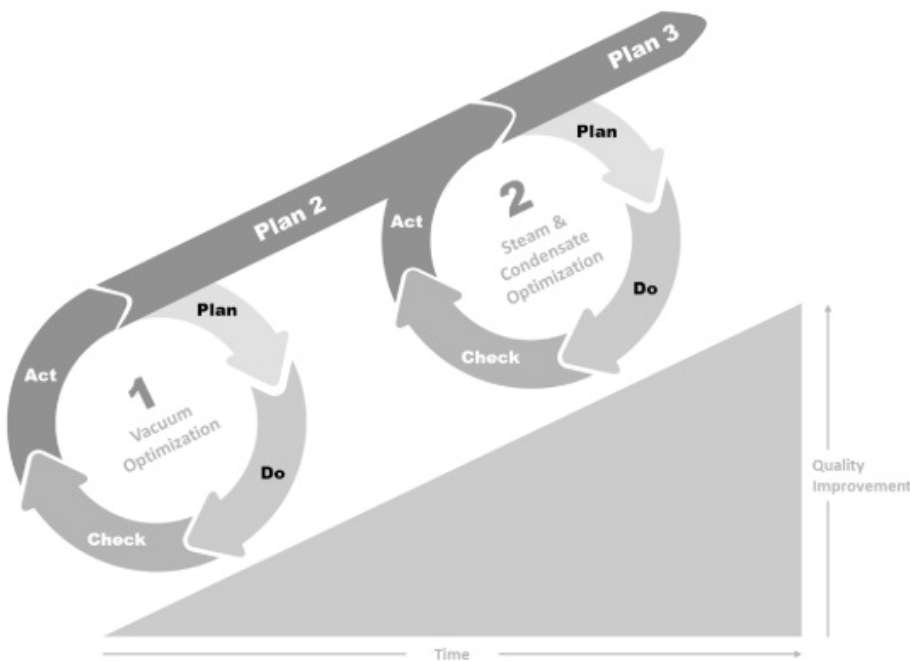 Plan 3
Plan
2
Steam &
Condensate
Optimization
Act
Do
Check
Plan 2
Plan
1
Vacuum
Optimization
Act
Do
Check
Quality
Improvement
Time